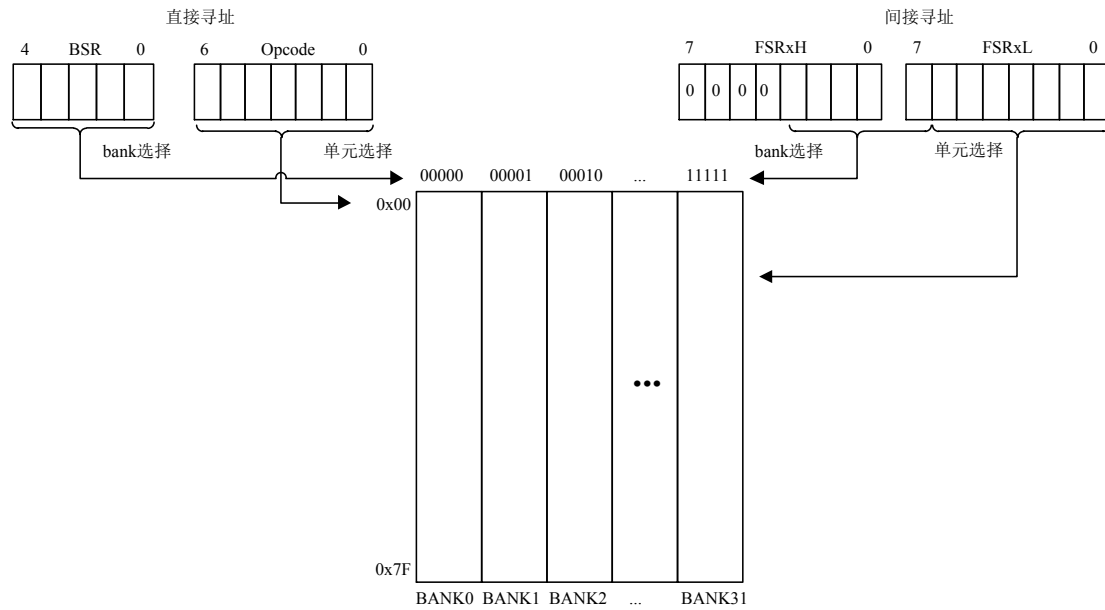 直接寻址 间接寻址
4 BSR 0 6 Opcode 0 7 FSRxH 0 7 FSRxL 0
0 0 0 0
bank选择 单元选择 bank选择 单元选择
00000 00001 00010 ... 11111
0x00
...
0x7F
BANK0 BANK1 BANK2 ... BANK31